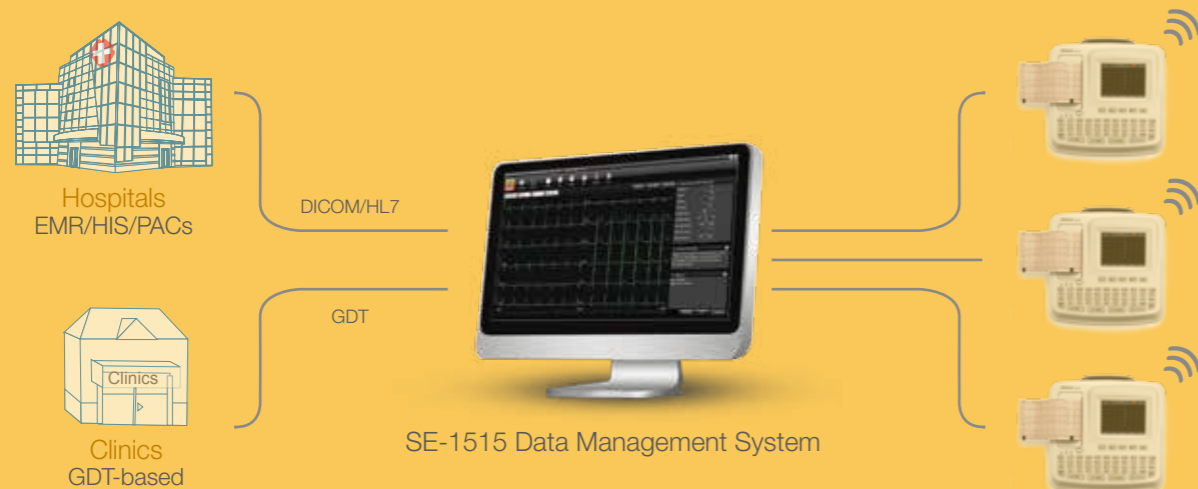 Hospitals
EMR/HIS/PACs
DICOM/HL7
GDT
Clinics
Clinics
GDT-based
SE-1515 Data Management System